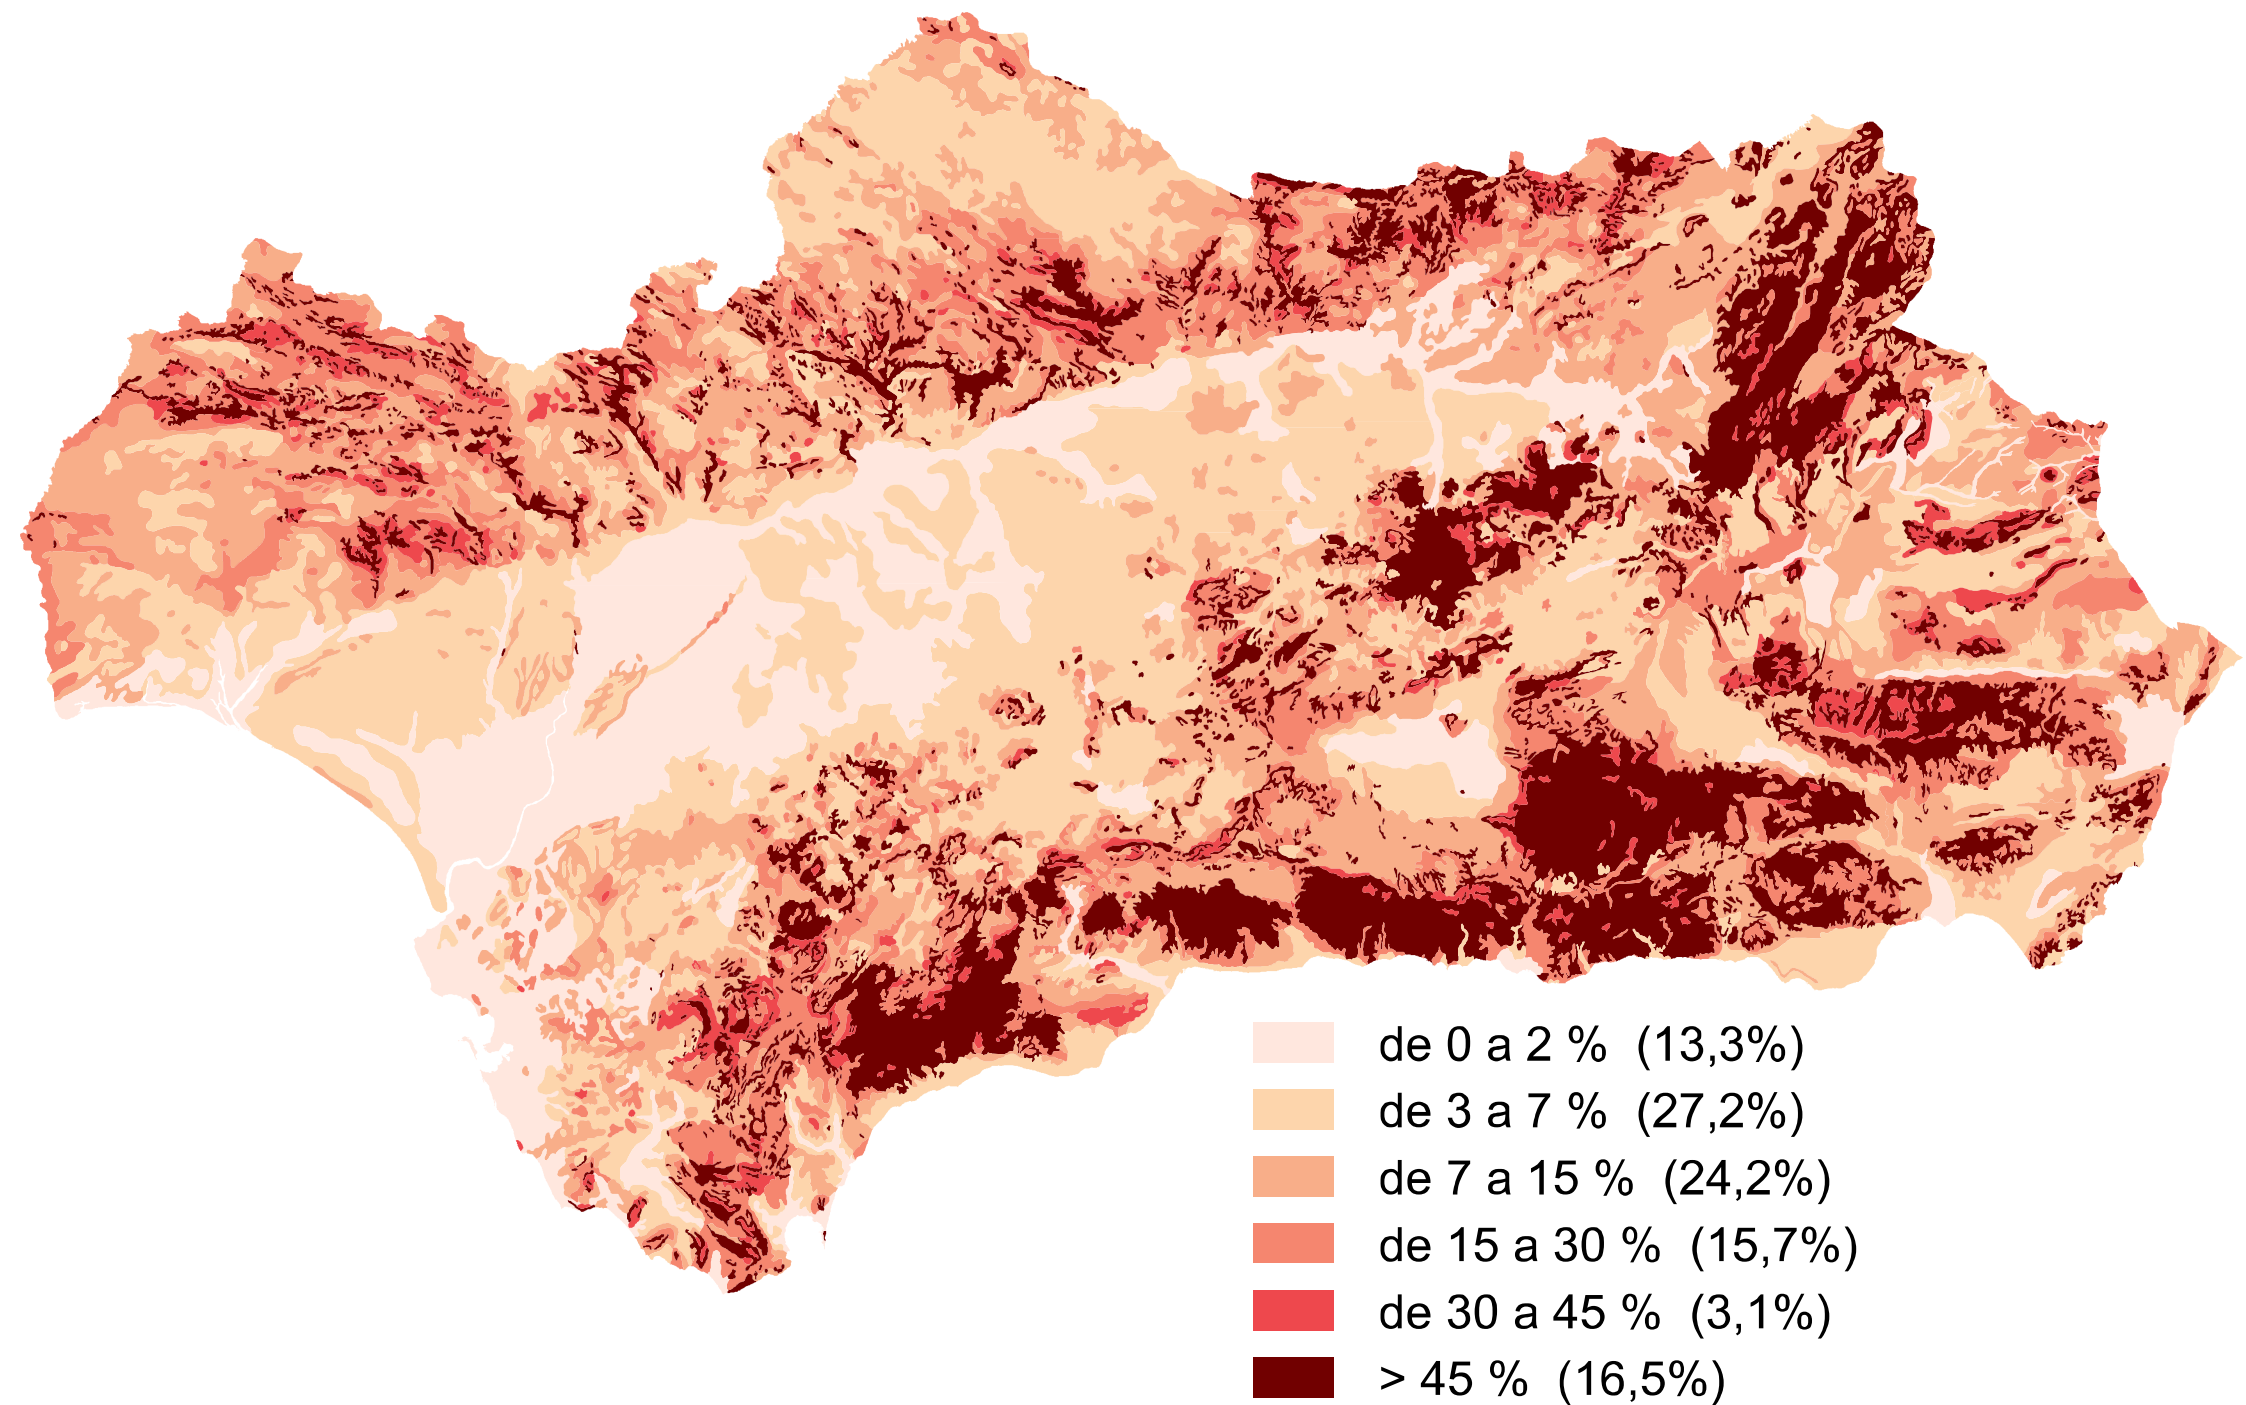 de 0 a 2 % (13,3%)
de 3 a 7 % (27,2%)
de 7 a 15 % (24,2%)
de 15 a 30 % (15,7%)
de 30 a 45 % (3,1%)
> 45 % (16,5%)